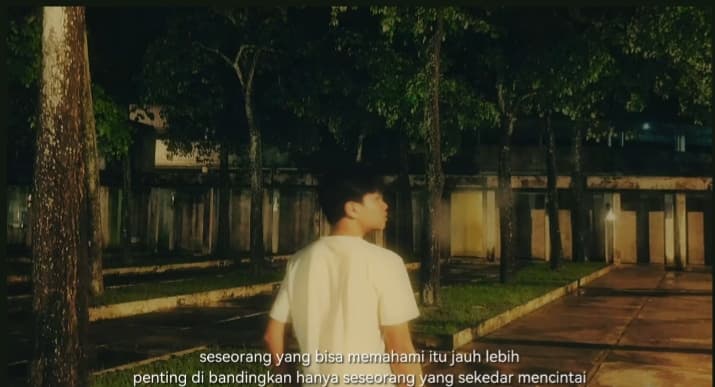 seseorang yang bisa memahami itu jauh lebih
penting di bandingkan hanya seseorang yang sekedar mencintai